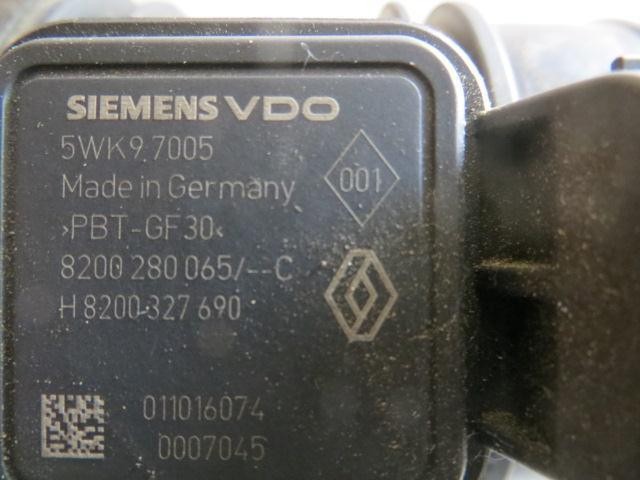 SIEMENS VDO
5WK9 7005
Made in Germany
001
>PBT-GF30<
8200 280 065/--C
H 8200 327 690
011016074
0007045